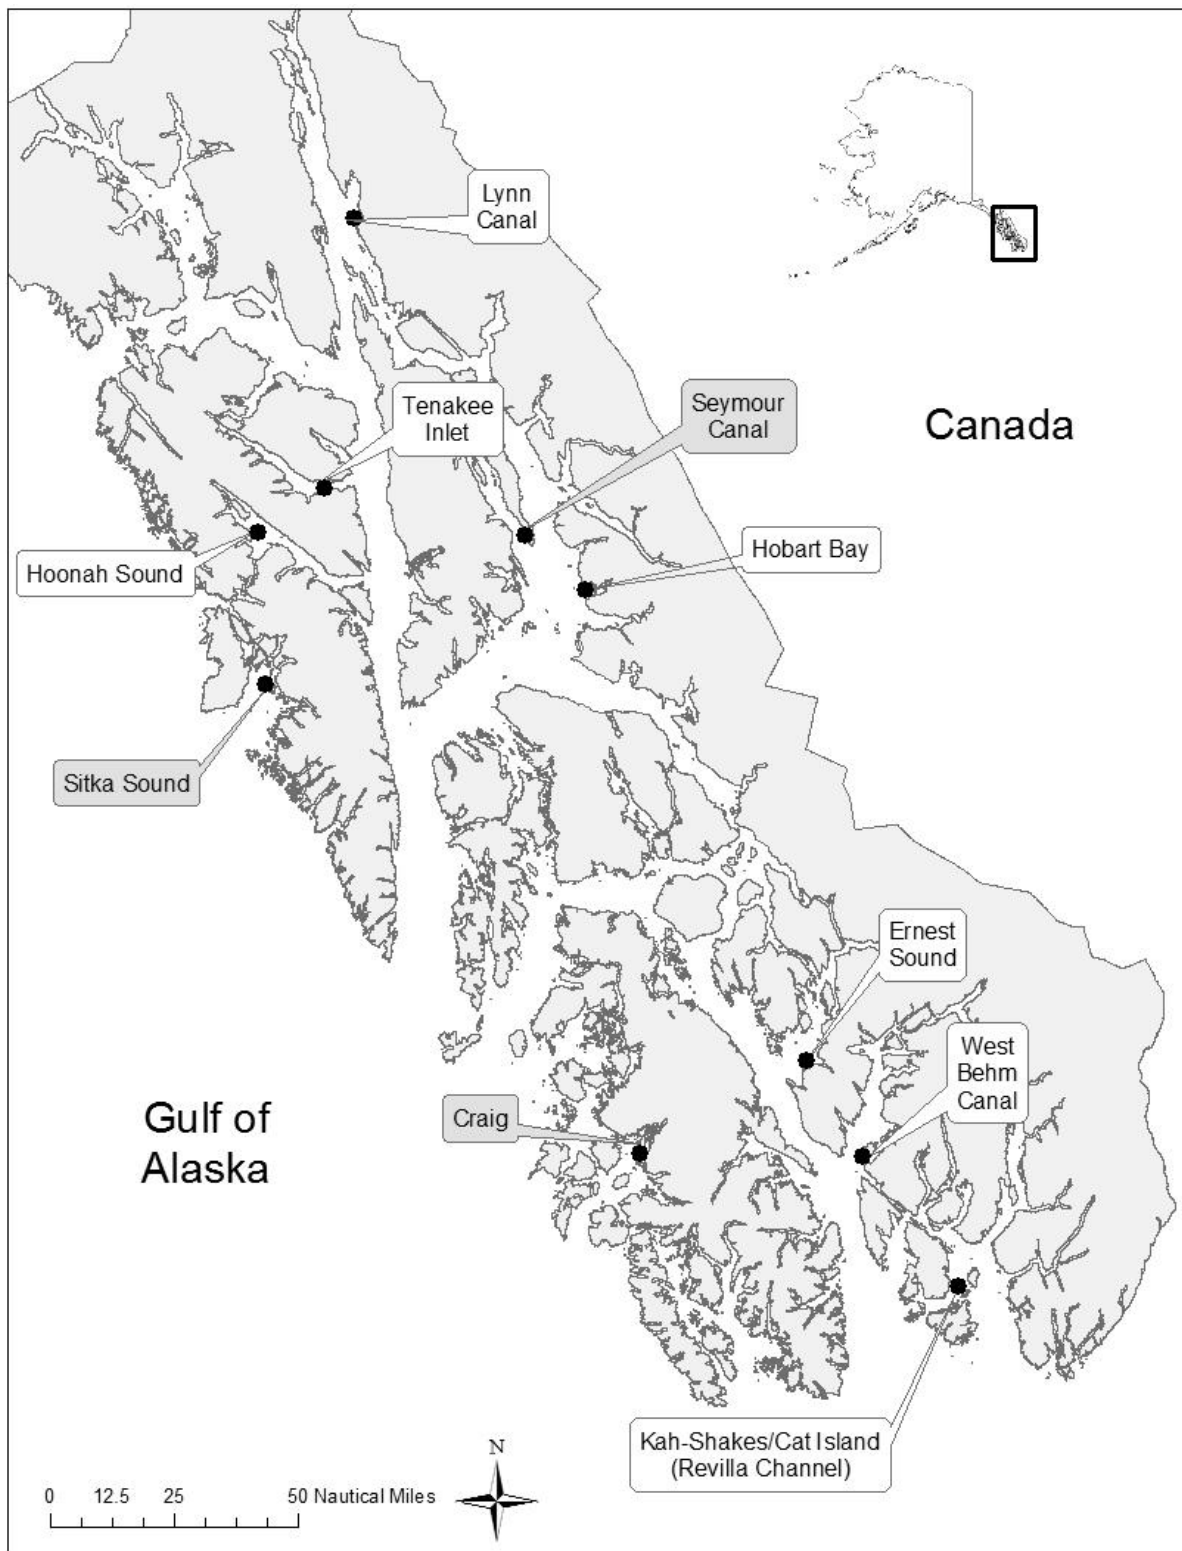 Lynn
Canal
Tenakee
Inlet
Seymour
Canal
Canada
Hoonah Sound
Hobart Bay
Sitka Sound
Ernest
Sound
West
Behm
Canal
Craig
Gulf of
Alaska
Kah-Shakes/Cat Island
(Revilla Channel)
N
0 12.5 25 50 Nautical Miles